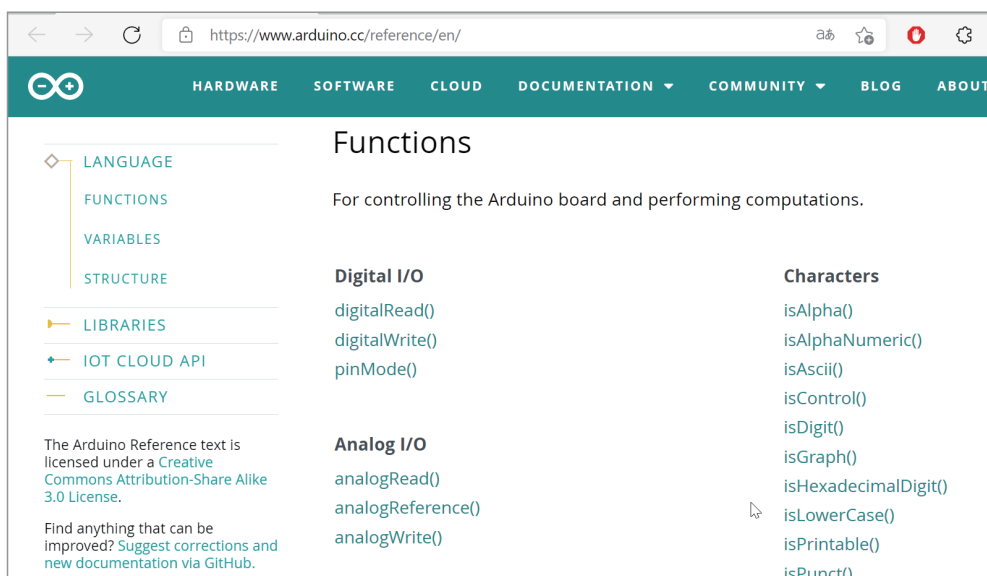 https://www.arduino.cc/reference/en/
HARDWARE SOFTWARE CLOUD DOCUMENTATION COMMUNITY BLOG ABOUT
LANGUAGE
FUNCTIONS
VARIABLES
STRUCTURE
LIBRARIES
IOT CLOUD API
GLOSSARY
The Arduino Reference text is
licensed under a Creative
Commons Attribution-Share Alike
3.0 License.
Find anything that can be
improved? Suggest corrections and
new documentation via GitHub.
Functions
For controlling the Arduino board and performing computations.
Digital I/O
digitalRead()
digitalWrite()
pinMode()
Analog I/O
analogRead()
analogReference()
analogWrite()
Characters
isAlpha()
isAlphaNumeric()
isAscii()
isControl()
isDigit()
isGraph()
isHexadecimalDigit()
isLowerCase()
isPrintable()
isPunct()